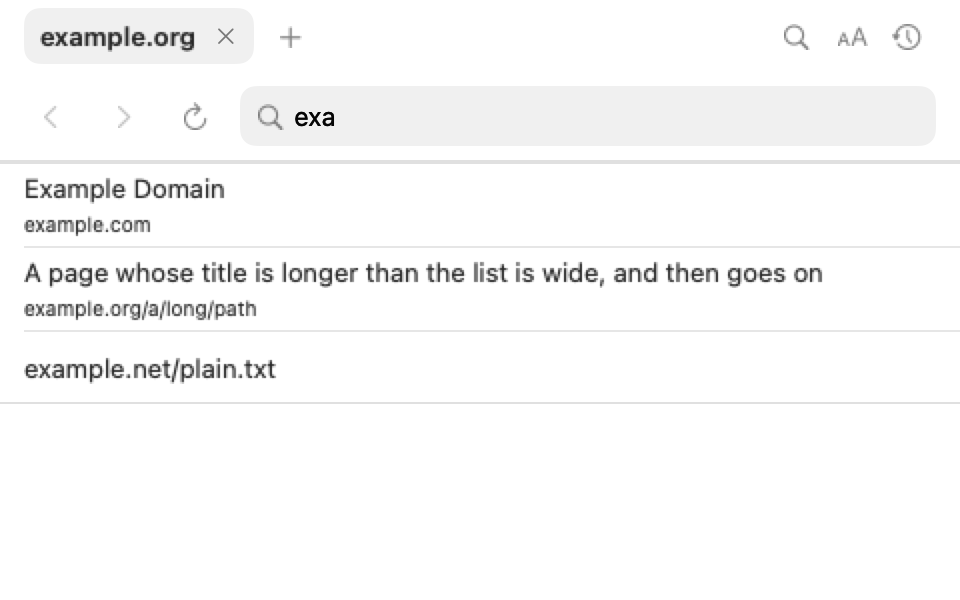 example.org
AA
exa
Example Domain
example.com
A page whose title is longer than the list is wide, and then goes on
example.org/a/long/path
example.net/plain.txt